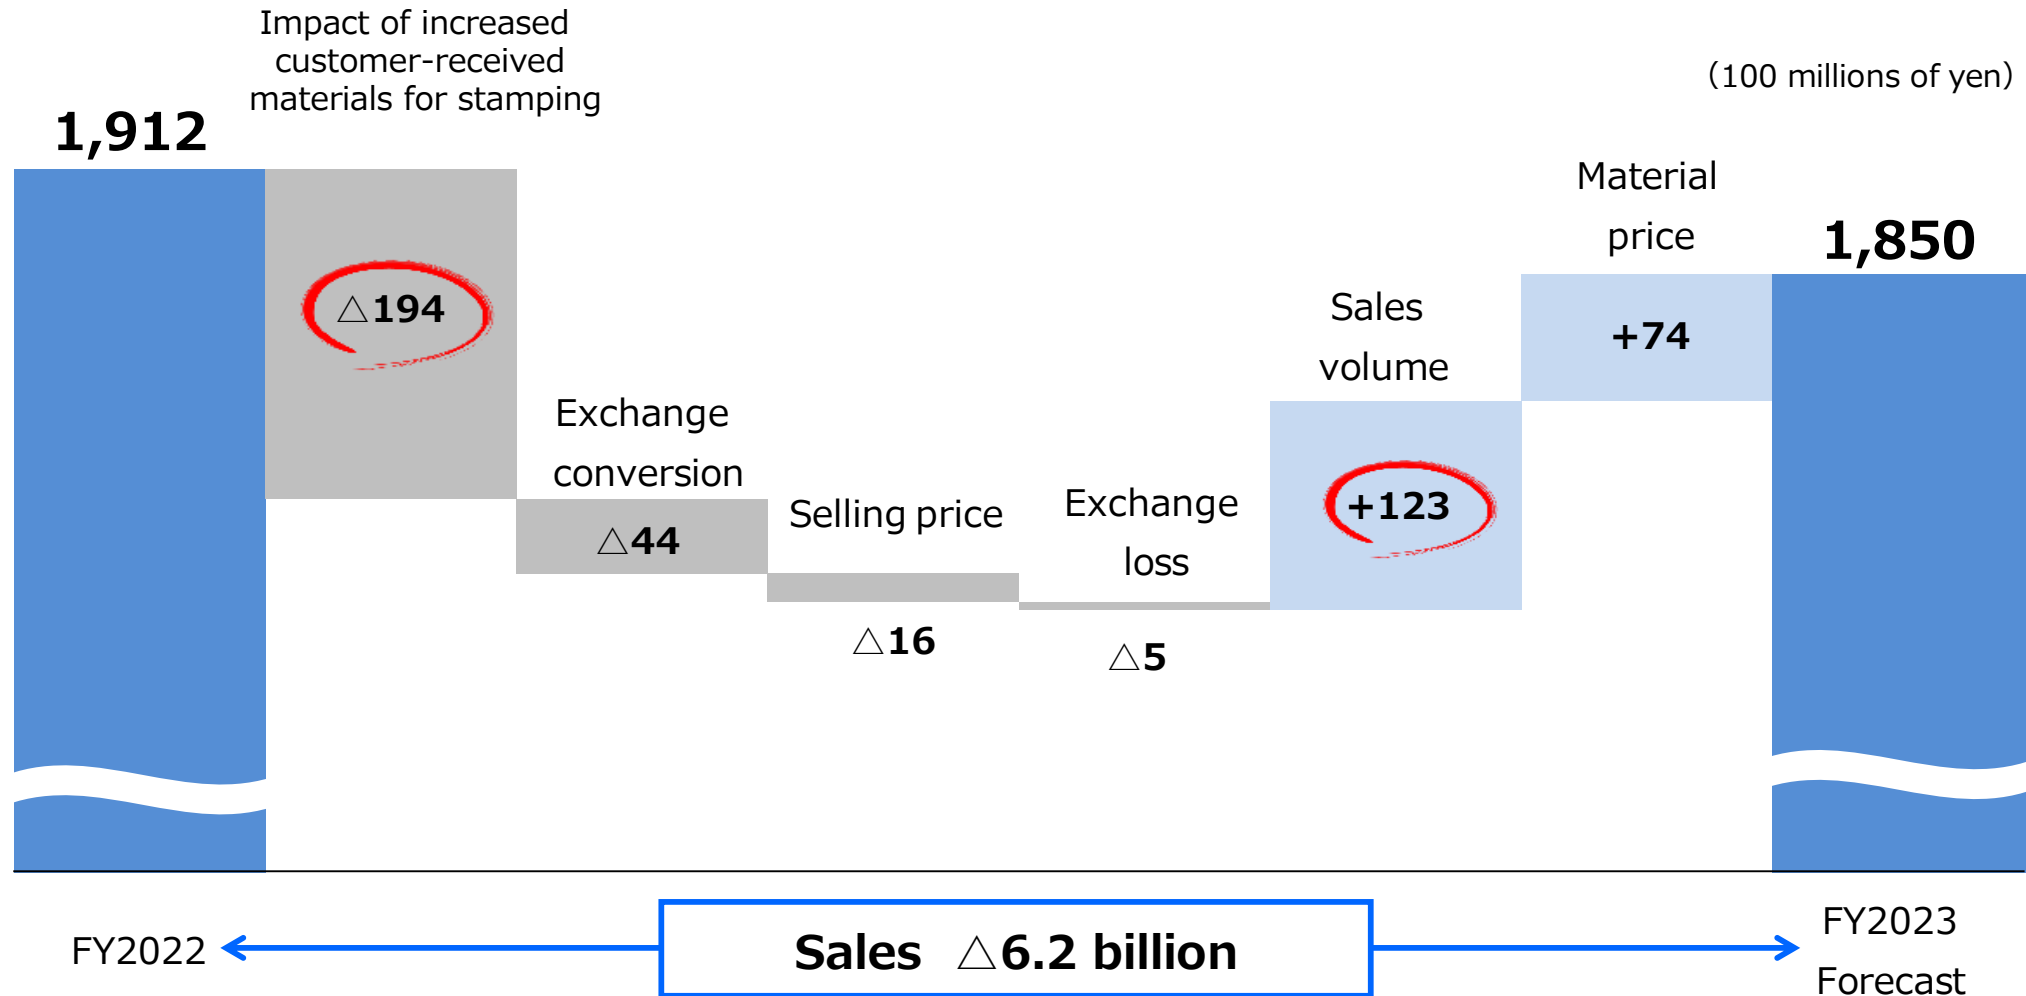 Impact of increased
customer-received
materials for stamping
(100 millions of yen)
1,912
△194
Exchange
conversion
△44
Selling price
△16
Exchange
loss
△5
Sales
volume
+123
Material
price
+74
1,850
FY2022
Sales △6.2 billion
FY2023
Forecast